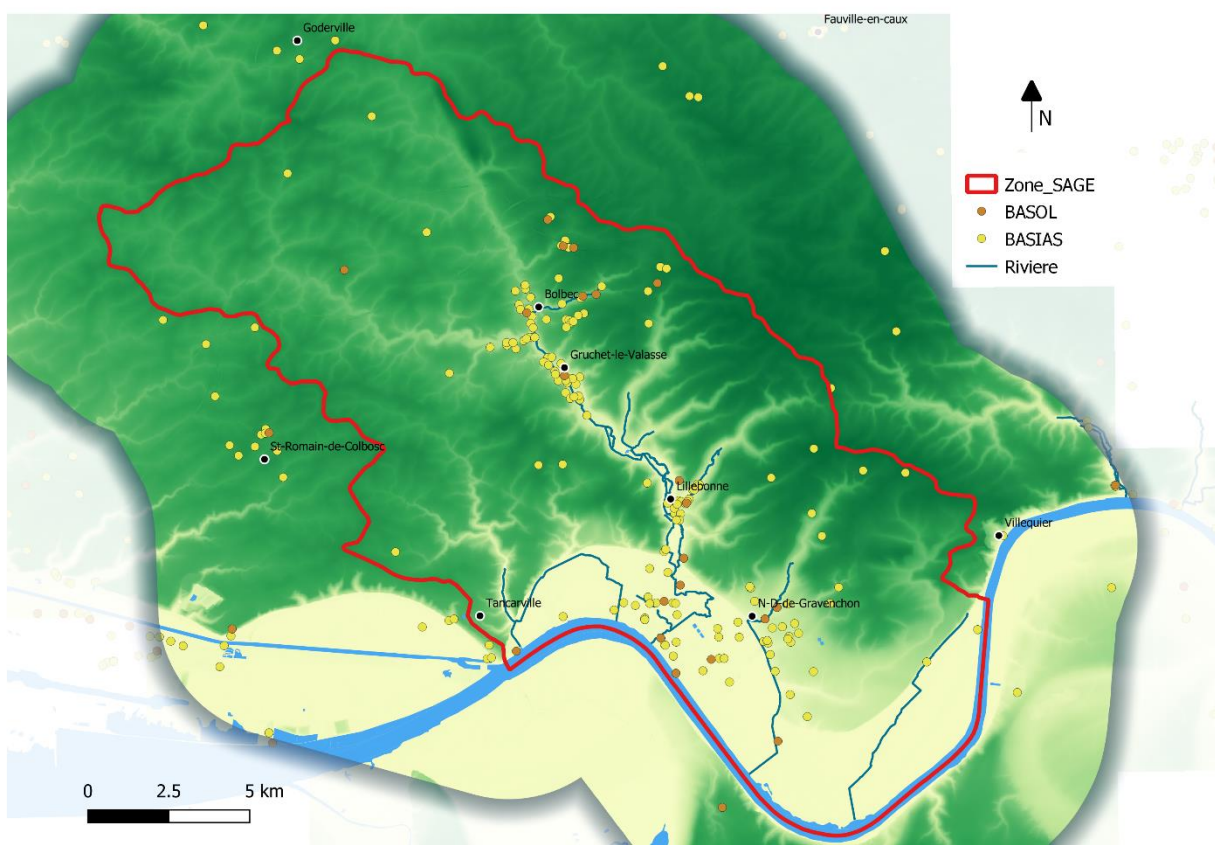 Fauville-en-caux
Goderville
N
Zone_SAGE
BASOL
BASIAS
Riviere
Bolbec
Gruchet-le-Valasse
St-Romain-de-Colbosc
Lillebonne
Villequier
Tancarville
N-D-de-Gravenchon
0 2.5 5 km